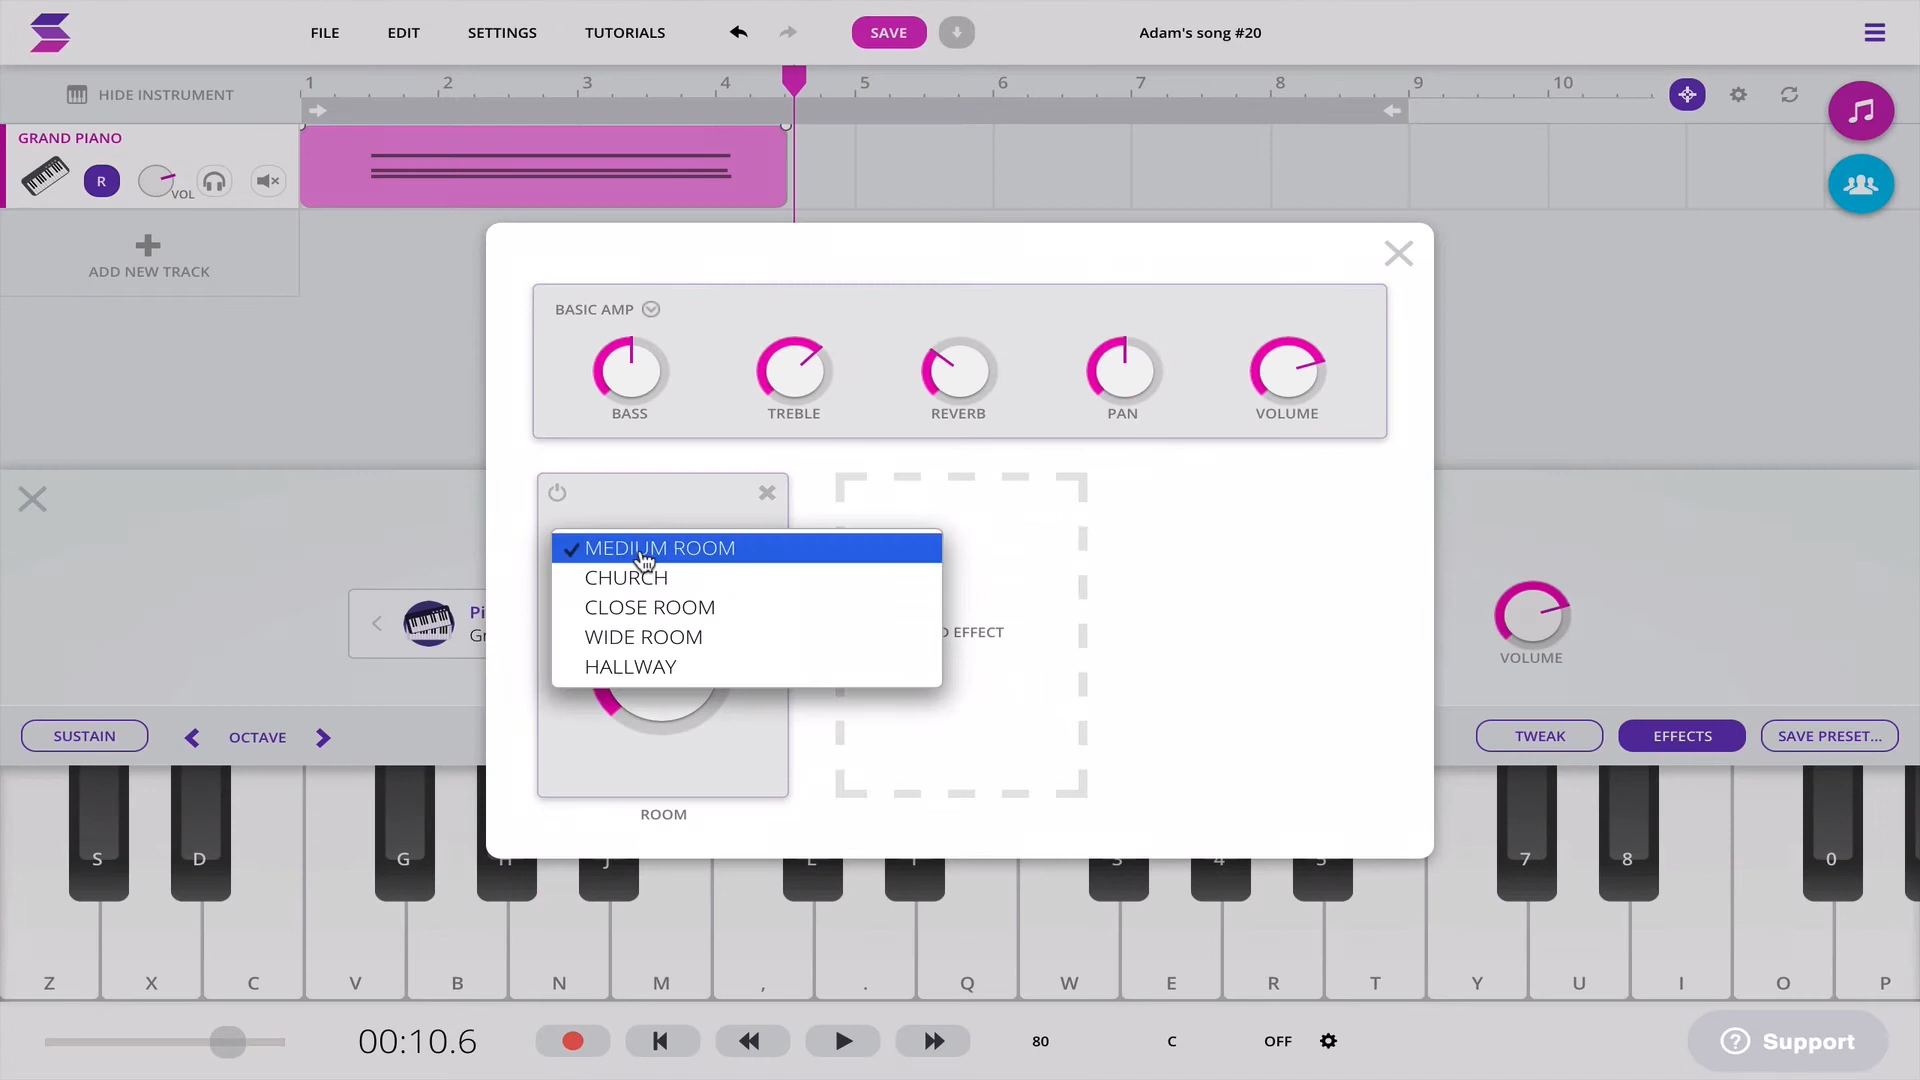 FILE
EDIT
SETTINGS
TUTORIALS
SAVE
Adam's song #20
HIDE INSTRUMENT
1
2
3
4
5
6
7
8
9
10
GRAND PIANO
R
VOL
ADD NEW TRACK
BASIC AMP
BASS
TREBLE
REVERB
PAN
VOLUME
MEDIUM ROOM
CHURCH
CLOSE ROOM
WIDE ROOM
HALLWAY
EFFECT
ROOM
VOLUME
SUSTAIN
OCTAVE
TWEAK
EFFECTS
SAVE PRESET...
S
D
G
7
8
0
Z
X
C
V
B
N
M
,
.
Q
W
E
R
T
Y
U
I
O
P
00:10.6
80
C
OFF
Support